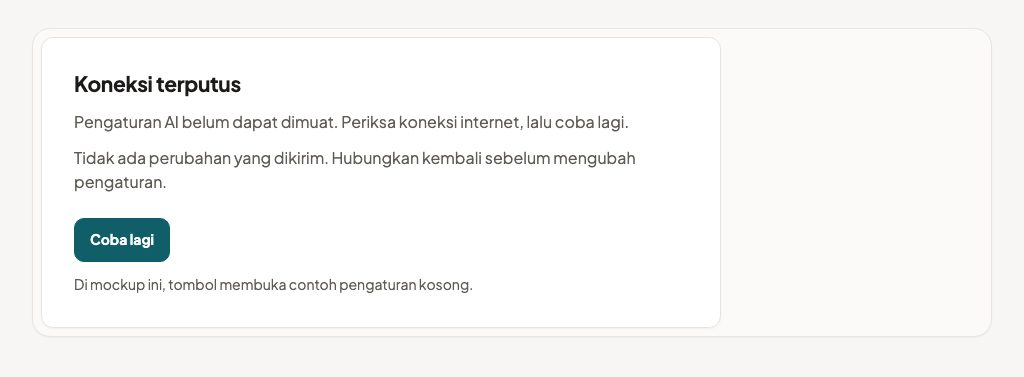 Koneksi terputus
Pengaturan AI belum dapat dimuat. Periksa koneksi internet, lalu coba lagi.
Tidak ada perubahan yang dikirim. Hubungkan kembali sebelum mengubah
pengaturan.
Coba lagi
Di mockup ini, tombol membuka contoh pengaturan kosong.